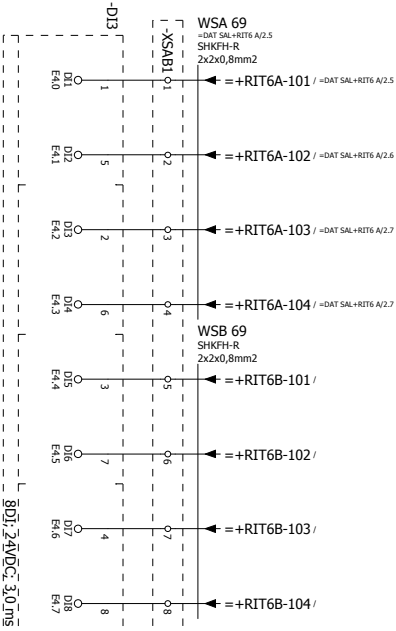 -DI3
-XSAB1
WSA 69
=DAT SAL+RIT6 A/2.5
SHKFH-R
2x2x0,8mm2
DI1
E4.0
1
1
=+RIT6A-101 / =DAT SAL+RIT6 A/2.5
DI2
E4.1
5
2
=+RIT6A-102 / =DAT SAL+RIT6 A/2.6
DI3
E4.2
2
3
=+RIT6A-103 / =DAT SAL+RIT6 A/2.7
DI4
E4.3
6
4
=+RIT6A-104 / =DAT SAL+RIT6 A/2.7
WSB 69
SHKFH-R
2x2x0,8mm2
DI5
E4.4
3
5
=+RIT6B-101 /
DI6
E4.5
7
6
=+RIT6B-102 /
DI7
E4.6
4
7
=+RIT6B-103 /
DI8
E4.7
8
8
=+RIT6B-104 /
8DI; 24VDC; 3,0 ms